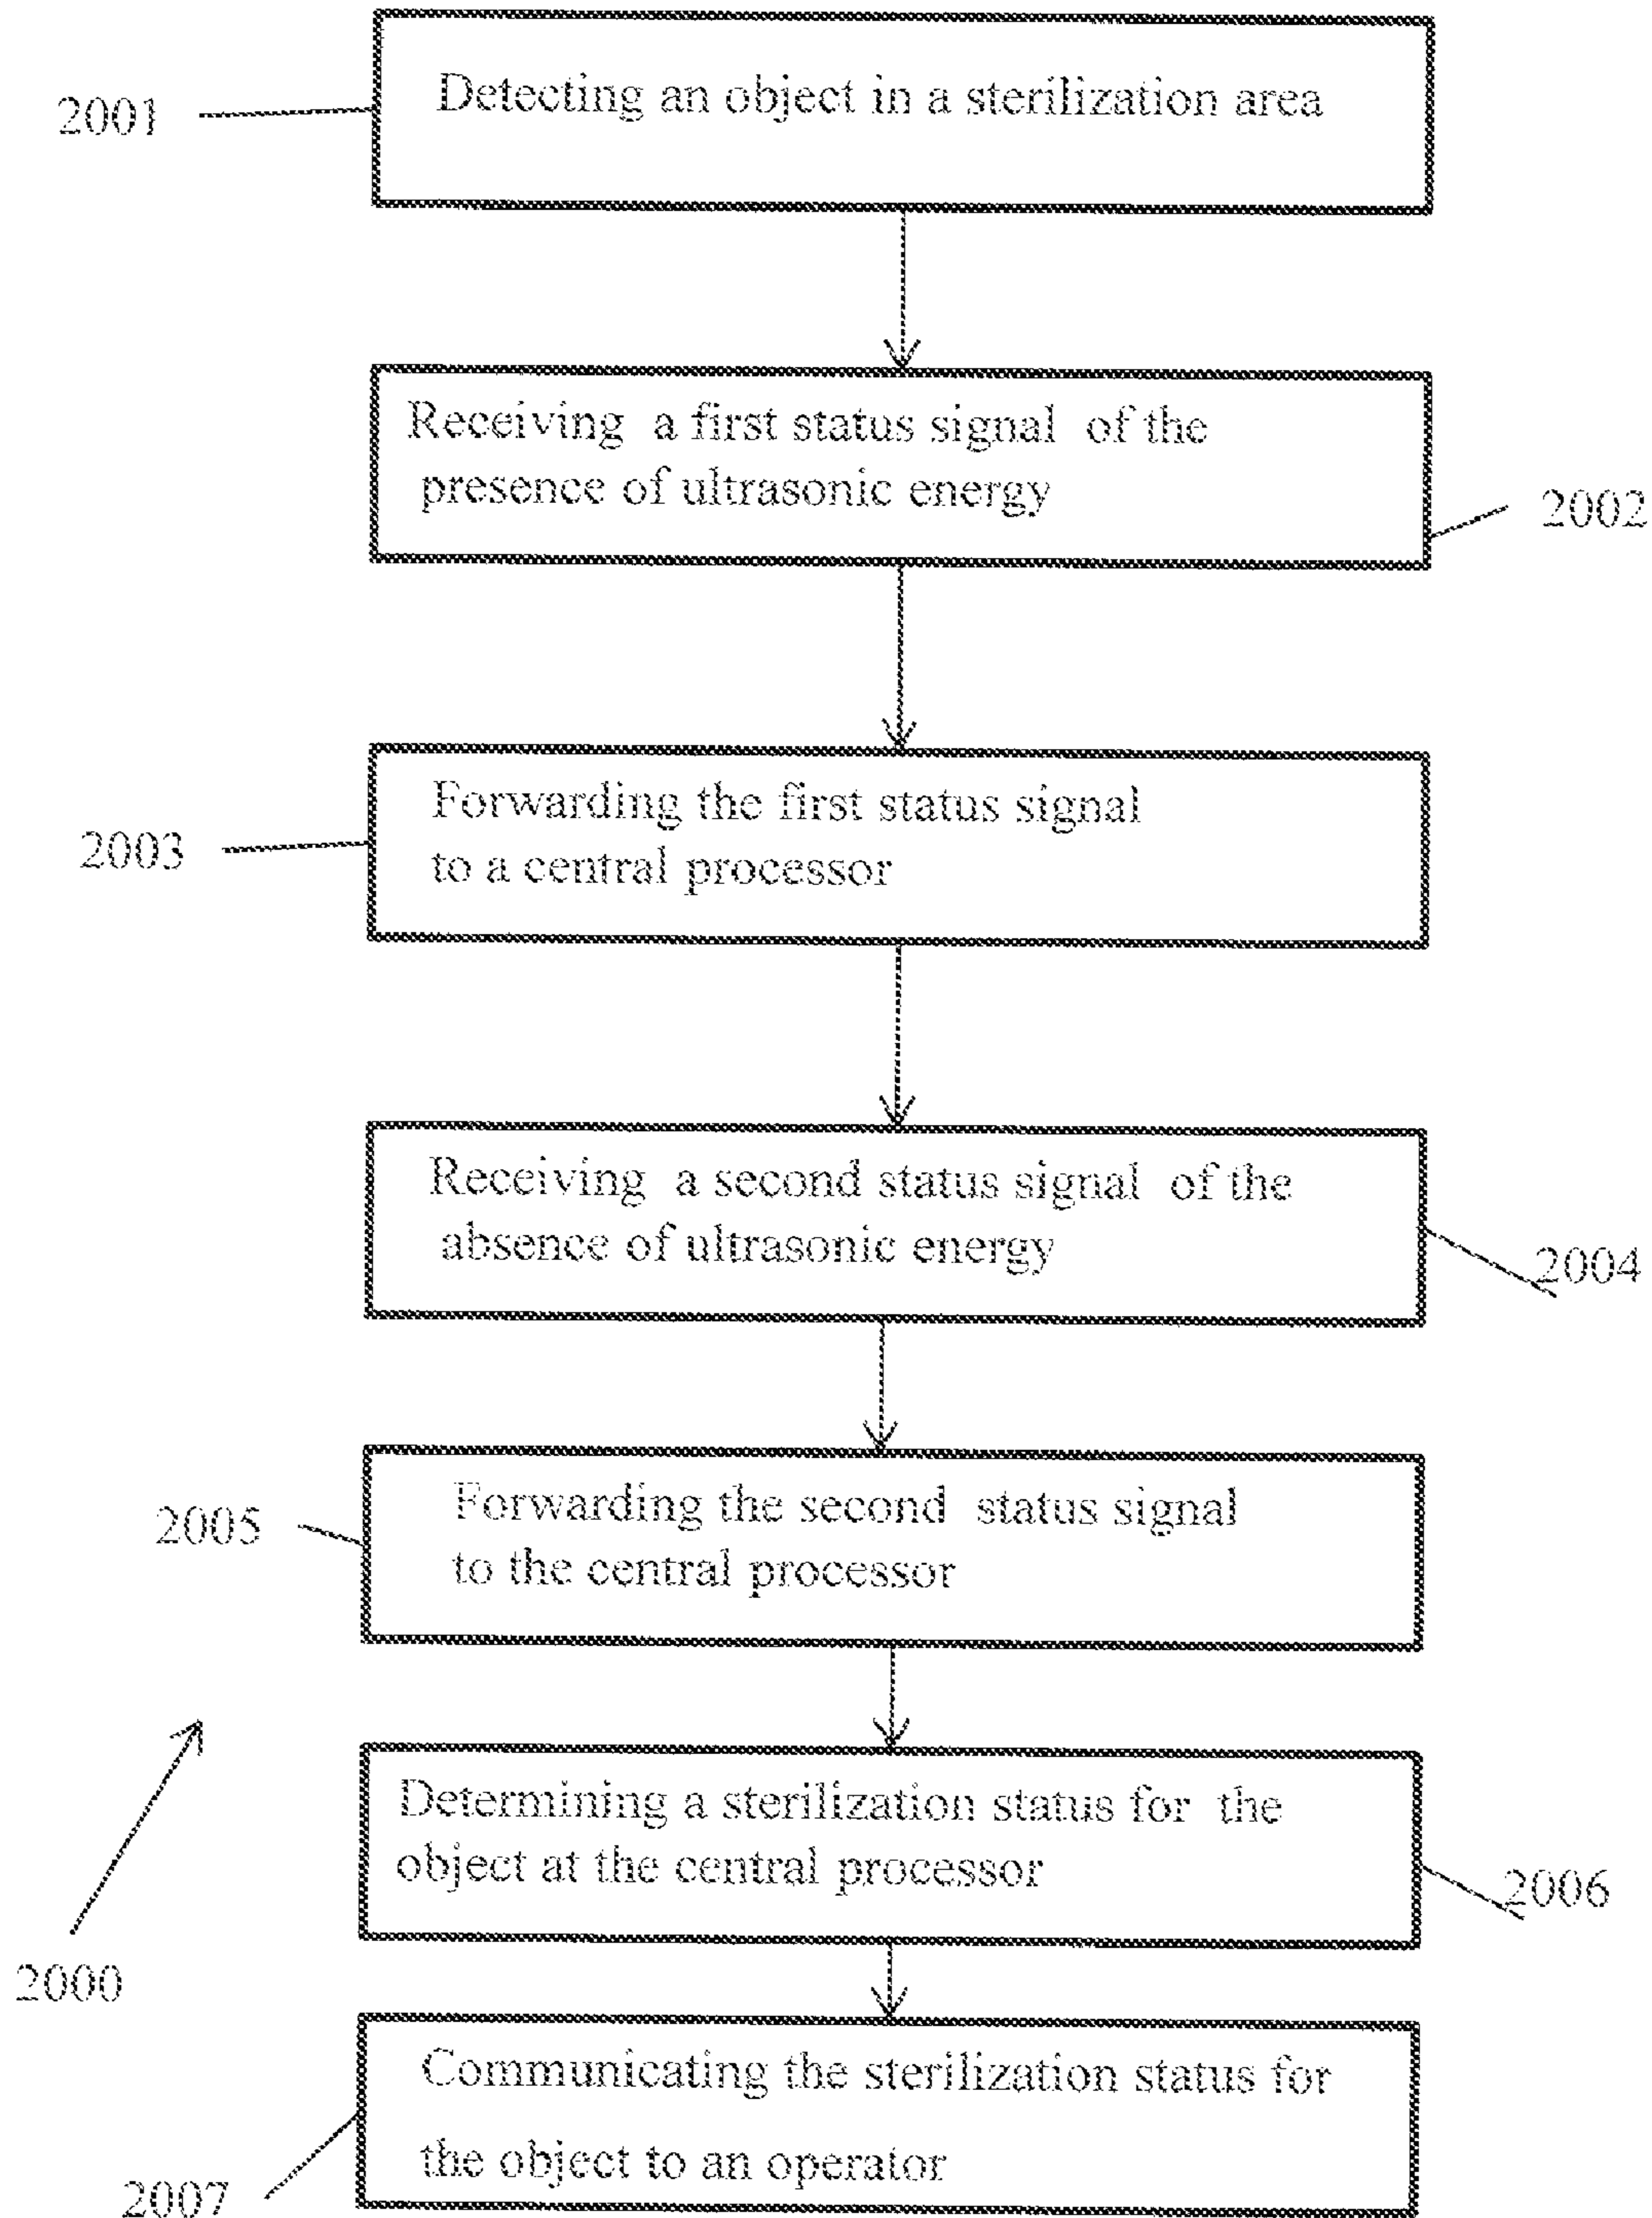 Detecting an object in a sterilization area
2001
Receiving a first status signal of the
presence of ultrasonic energy
2002
Forwarding the first status signal
to a central processor
2003
Receiving a second status signal of the
absence of ultrasonic energy
2004
Forwarding the second status signal
to the central processor
2005
Determining a sterilization status for the
object at the central processor
2006
2000
Communicating the sterilization status for
the object to an operator
2007